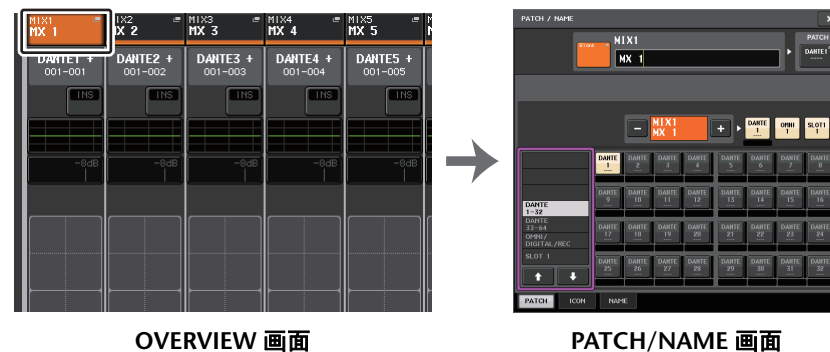 MIX1
MX 1
MIX2
MX 2
MIX3
MX 3
MIX4
MX 4
MIX5
MX 5
DANTE1 +
001-001
DANTE2 +
001-002
DANTE3 +
001-003
DANTE4 +
001-004
DANTE5 +
001-005
INS
INS
INS
INS
INS
-8dB
-8dB
-8dB
-8dB
-8dB
OVERVIEW 画面
PATCH / NAME
Blank
MIX1
MX 1
PATCH
DANTE1
-
MIX1
MX 1
+
DANTE
1
OMNI
1
SLOT1
1
DANTE
1-32
DANTE
33-64
OMNI/
DIGITAL/REC
SLOT 1
DANTE 1
DANTE 2
DANTE 3
DANTE 4
DANTE 5
DANTE 6
DANTE 7
DANTE 8
DANTE 9
DANTE 10
DANTE 11
DANTE 12
DANTE 13
DANTE 14
DANTE 15
DANTE 16
DANTE 17
DANTE 18
DANTE 19
DANTE 20
DANTE 21
DANTE 22
DANTE 23
DANTE 24
DANTE 25
DANTE 26
DANTE 27
DANTE 28
DANTE 29
DANTE 30
DANTE 31
DANTE 32
PATCH
ICON
NAME
PATCH/NAME 画面